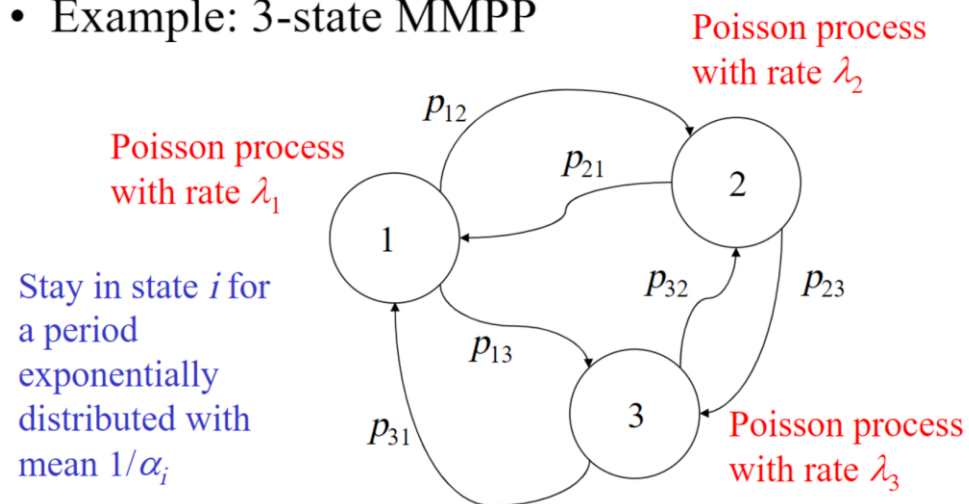 • Example: 3-state MMPP
Poisson process
with rate λ₂
p₁₂
Poisson process
with rate λ₁
p₂₁
2
1
Stay in state i for
a period
exponentially
distributed with
mean 1/αᵢ
p₃₂
p₂₃
p₁₃
3
p₃₁
Poisson process
with rate λ₃